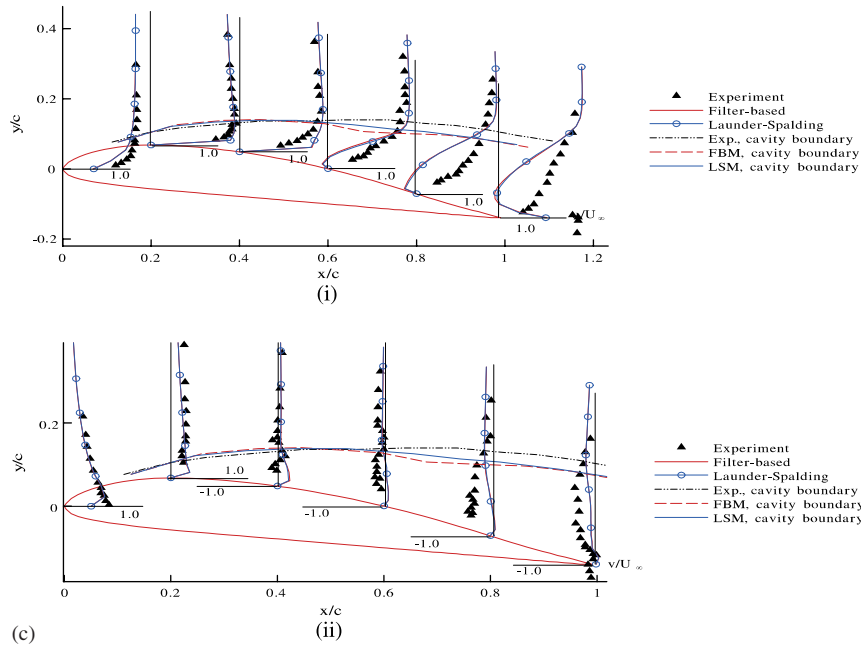 0.4
0.2
0
-0.2
y/c
1.0
1.0
1.0
1.0
1.0
1.0
/U∞
0
0.2
0.4
0.6
0.8
1
1.2
x/c
(i)
Experiment
Filter-based
Launder-Spalding
Exp., cavity boundary
FBM, cavity boundary
LSM, cavity boundary
0.2
0
y/c
1.0
1.0
-1.0
-1.0
-1.0
-1.0
v/U∞
0
0.2
0.4
0.6
0.8
1
x/c
(ii)
Experiment
Filter-based
Launder-Spalding
Exp., cavity boundary
FBM, cavity boundary
LSM, cavity boundary
(c)